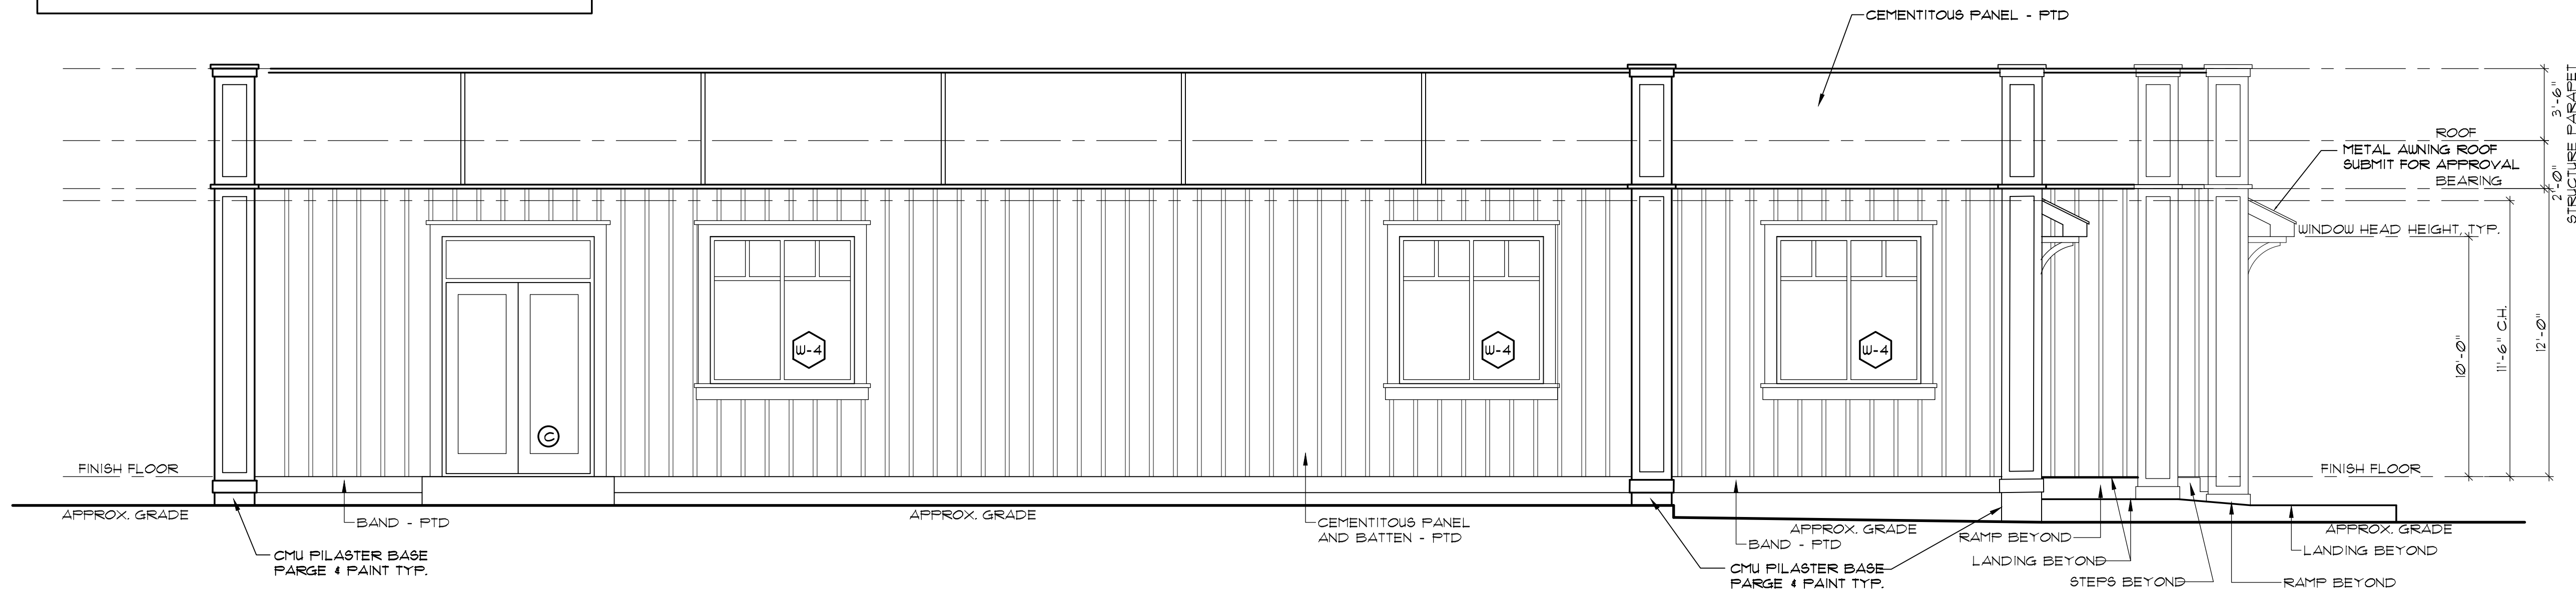 CEMENTITOUS PANEL - PTD
3'-6"
STRUCTURE PARAPET
ROOF
METAL AWNING ROOF
SUBMIT FOR APPROVAL
BEARING
2'-0"
WINDOW HEAD HEIGHT, TYP.
W-4
W-4
W-4
10'-0"
11'-6" C.H.
12'-0"
C
FINISH FLOOR
FINISH FLOOR
APPROX. GRADE
BAND - PTD
APPROX. GRADE
CEMENTITOUS PANEL
AND BATTEN - PTD
CMU PILASTER BASE
PARGE & PAINT TYP.
BAND - PTD
APPROX. GRADE
CMU PILASTER BASE
PARGE & PAINT TYP.
RAMP BEYOND
LANDING BEYOND
STEPS BEYOND
RAMP BEYOND
LANDING BEYOND
APPROX. GRADE